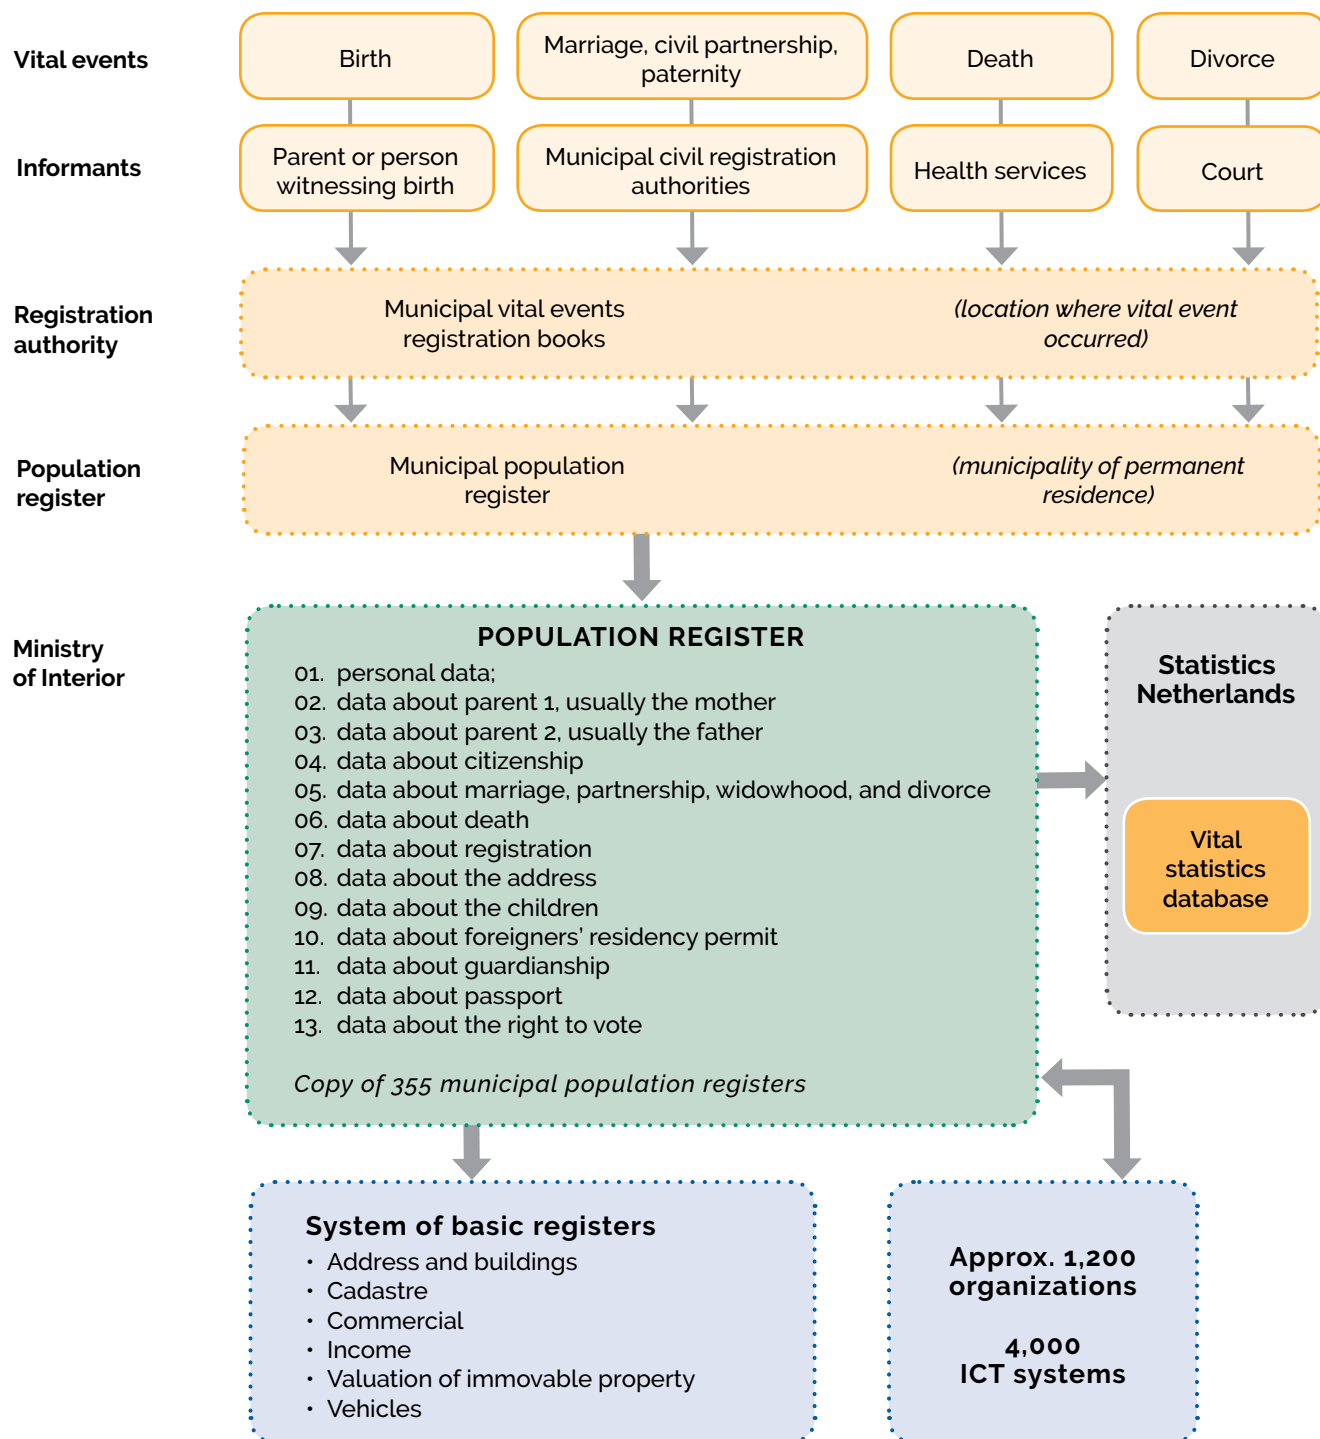 Vital events
Birth
Marriage, civil partnership,
paternity
Death
Divorce
Informants
Parent or person
witnessing birth
Municipal civil registration
authorities
Health services
Court
Registration
authority
Municipal vital events
registration books
(location where vital event
occurred)
Population
register
Municipal population
register
(municipality of permanent
residence)
Ministry
of Interior
POPULATION REGISTER
01. personal data;
02. data about parent 1, usually the mother
03. data about parent 2, usually the father
04. data about citizenship
05. data about marriage, partnership, widowhood, and divorce
06. data about death
07. data about registration
08. data about the address
09. data about the children
10. data about foreigners’ residency permit
11. data about guardianship
12. data about passport
13. data about the right to vote
Copy of 355 municipal population registers
Statistics
Netherlands
Vital
statistics
database
System of basic registers
• Address and buildings
• Cadastre
• Commercial
• Income
• Valuation of immovable property
• Vehicles
Approx. 1,200
organizations
4,000
ICT systems